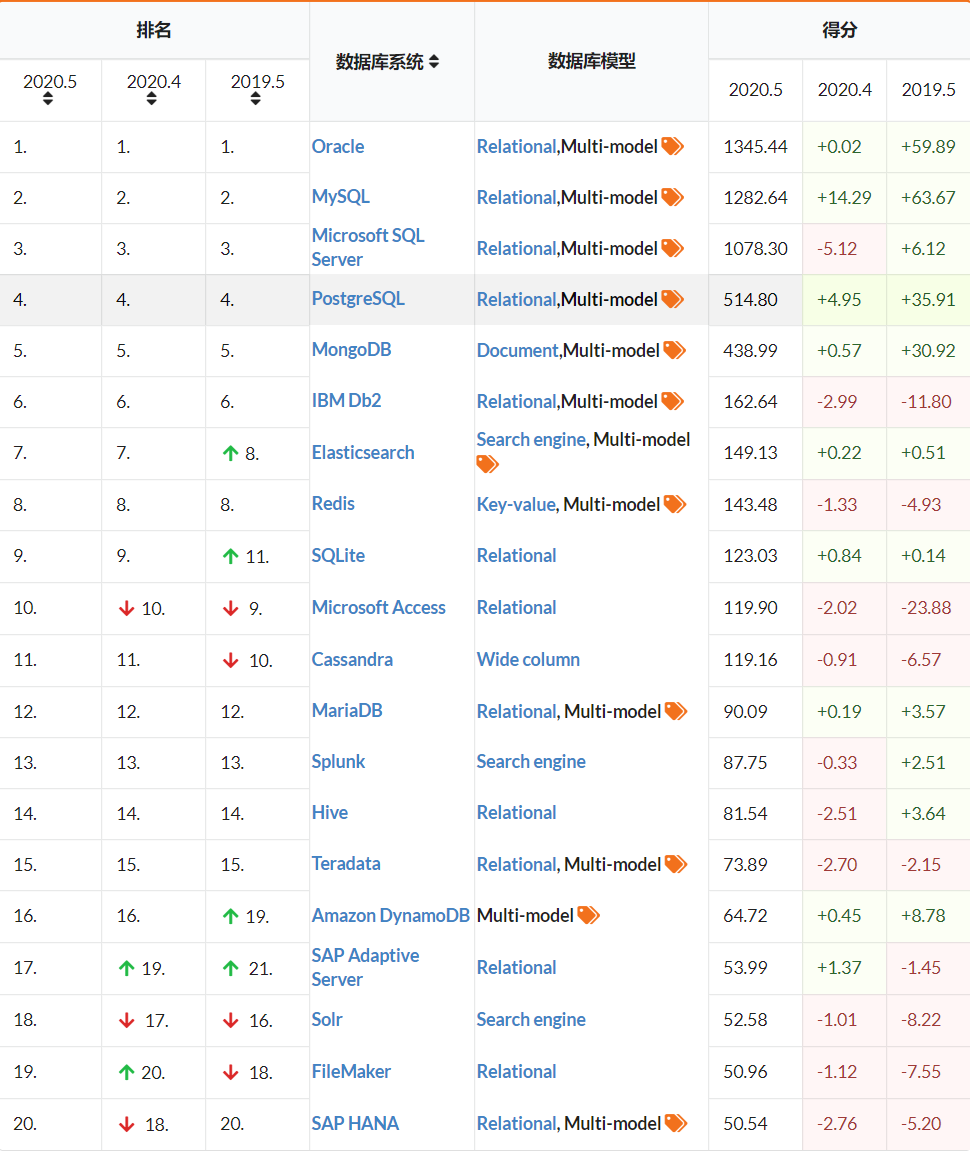 排名 数据库系统 数据库模型 得分
2020.5 2020.4 2019.5 2020.5 2020.4 2019.5
1. 1. 1. Oracle Relational,Multi-model 1345.44 +0.02 +59.89
2. 2. 2. MySQL Relational,Multi-model 1282.64 +14.29 +63.67
3. 3. 3. Microsoft SQL Server Relational,Multi-model 1078.30 -5.12 +6.12
4. 4. 4. PostgreSQL Relational,Multi-model 514.80 +4.95 +35.91
5. 5. 5. MongoDB Document,Multi-model 438.99 +0.57 +30.92
6. 6. 6. IBM Db2 Relational,Multi-model 162.64 -2.99 -11.80
7. 7. 8. Elasticsearch Search engine, Multi-model 149.13 +0.22 +0.51
8. 8. 8. Redis Key-value, Multi-model 143.48 -1.33 -4.93
9. 9. 11. SQLite Relational 123.03 +0.84 +0.14
10. 10. 9. Microsoft Access Relational 119.90 -2.02 -23.88
11. 11. 10. Cassandra Wide column 119.16 -0.91 -6.57
12. 12. 12. MariaDB Relational, Multi-model 90.09 +0.19 +3.57
13. 13. 13. Splunk Search engine 87.75 -0.33 +2.51
14. 14. 14. Hive Relational 81.54 -2.51 +3.64
15. 15. 15. Teradata Relational, Multi-model 73.89 -2.70 -2.15
16. 16. 19. Amazon DynamoDB Multi-model 64.72 +0.45 +8.78
17. 19. 21. SAP Adaptive Server Relational 53.99 +1.37 -1.45
18. 17. 16. Solr Search engine 52.58 -1.01 -8.22
19. 20. 18. FileMaker Relational 50.96 -1.12 -7.55
20. 18. 20. SAP HANA Relational, Multi-model 50.54 -2.76 -5.20